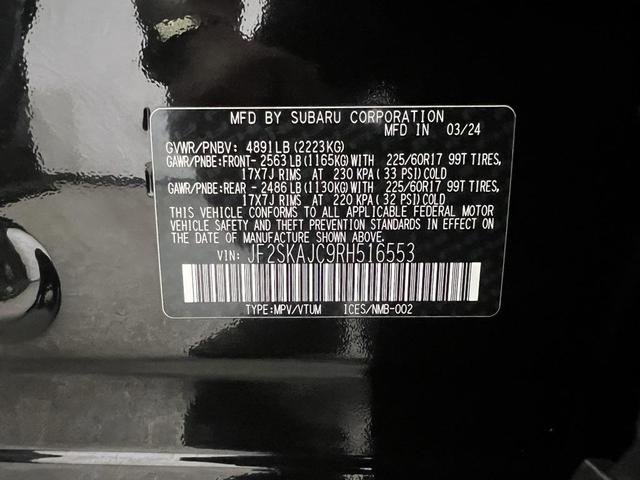 MFD BY SUBARU CORPORATION
MFD IN 03/24
GVWR/PNBV: 4891LB(2223KG)
GAWR/PNBE:FRONT- 2563 LB(1165KG)WITH 225/60R17 99T TIRES,
17X7J RIMS AT 230 KPA(33 PSI)COLD
GAWR/PNBE:REAR - 2486 LB(1130KG)WITH 225/60R17 99T TIRES,
17X7J RIMS AT 220 KPA(32 PSI)COLD
THIS VEHICLE CONFORMS TO ALL APPLICABLE FEDERAL MOTOR
VEHICLE SAFETY AND THEFT PREVENTION STANDARDS IN EFFECT ON
THE DATE OF MANUFACTURE SHOWN ABOVE.
VIN: JF2SKAJC9RH516553
TYPE:MPV/VTUM ICES/NMB-002